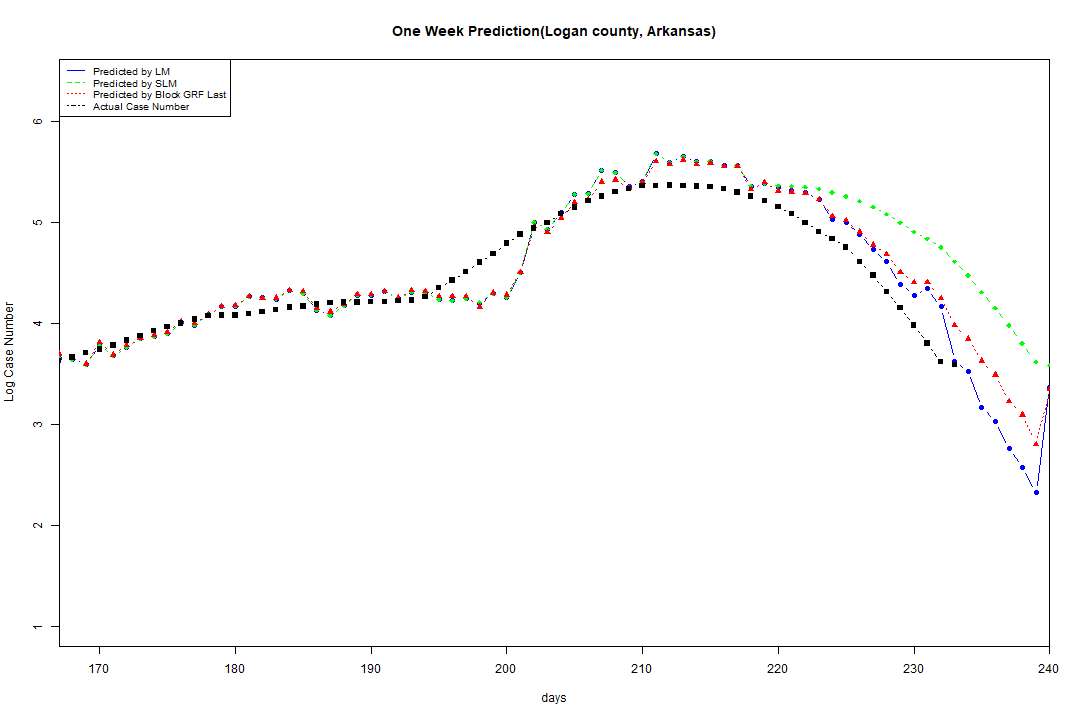 One Week Prediction(Logan county, Arkansas)
Predicted by LM
Predicted by SLM
Predicted by Block GRF Last
Actual Case Number
6
5
4
3
2
1
Log Case Number
170 180 190 200 210 220 230 240
days